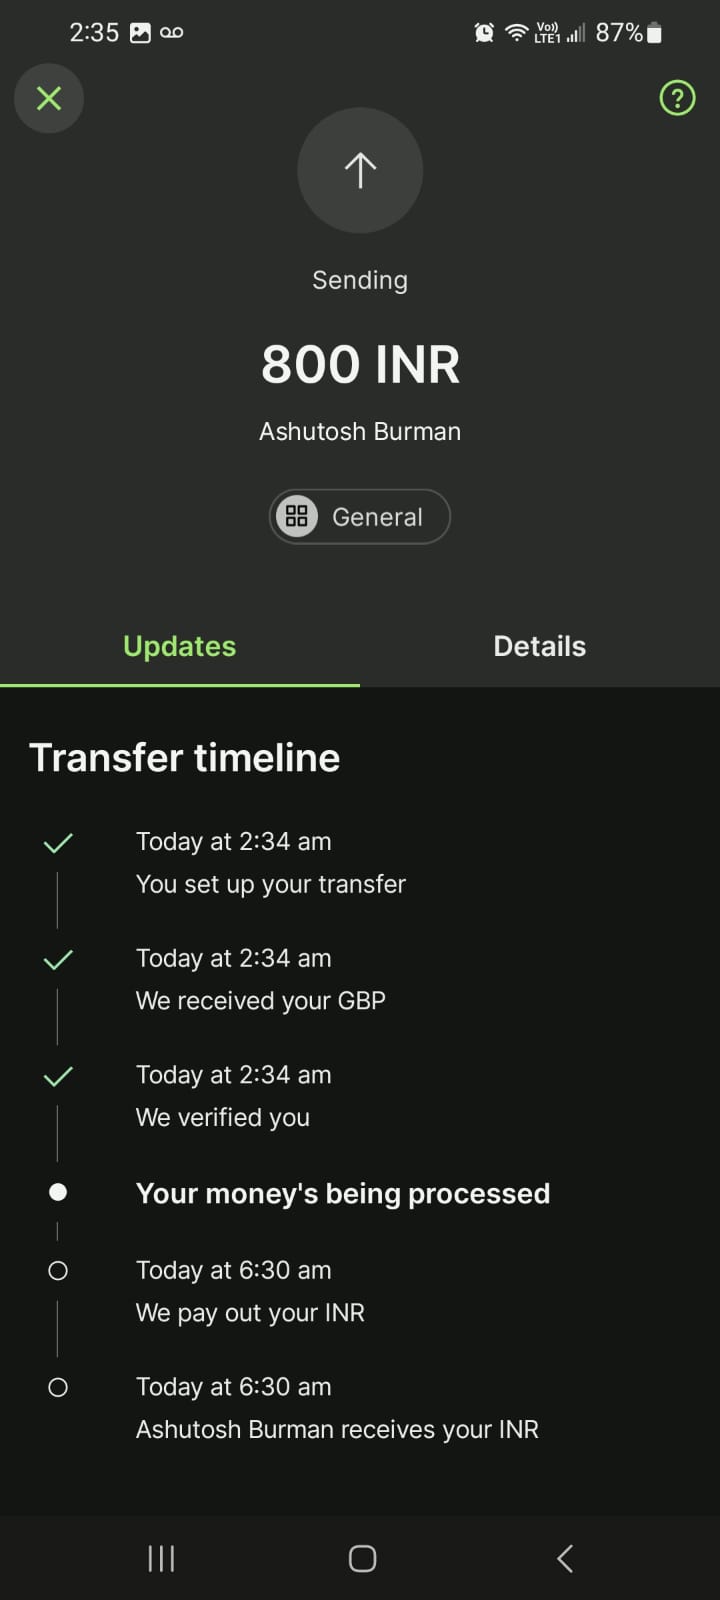 2:35
Vo))
LTE1
87%
?
Sending
800 INR
Ashutosh Burman
General
Updates
Details
Transfer timeline
Today at 2:34 am
You set up your transfer
Today at 2:34 am
We received your GBP
Today at 2:34 am
We verified you
Your money's being processed
Today at 6:30 am
We pay out your INR
Today at 6:30 am
Ashutosh Burman receives your INR